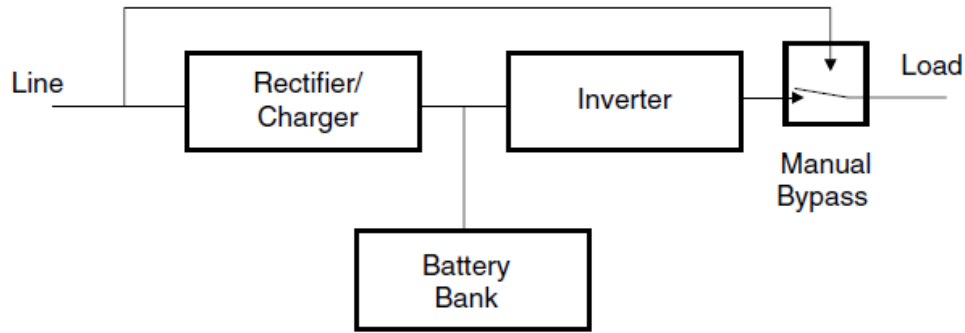 Line
Rectifier/
Charger
Inverter
Load
Manual
Bypass
Battery
Bank